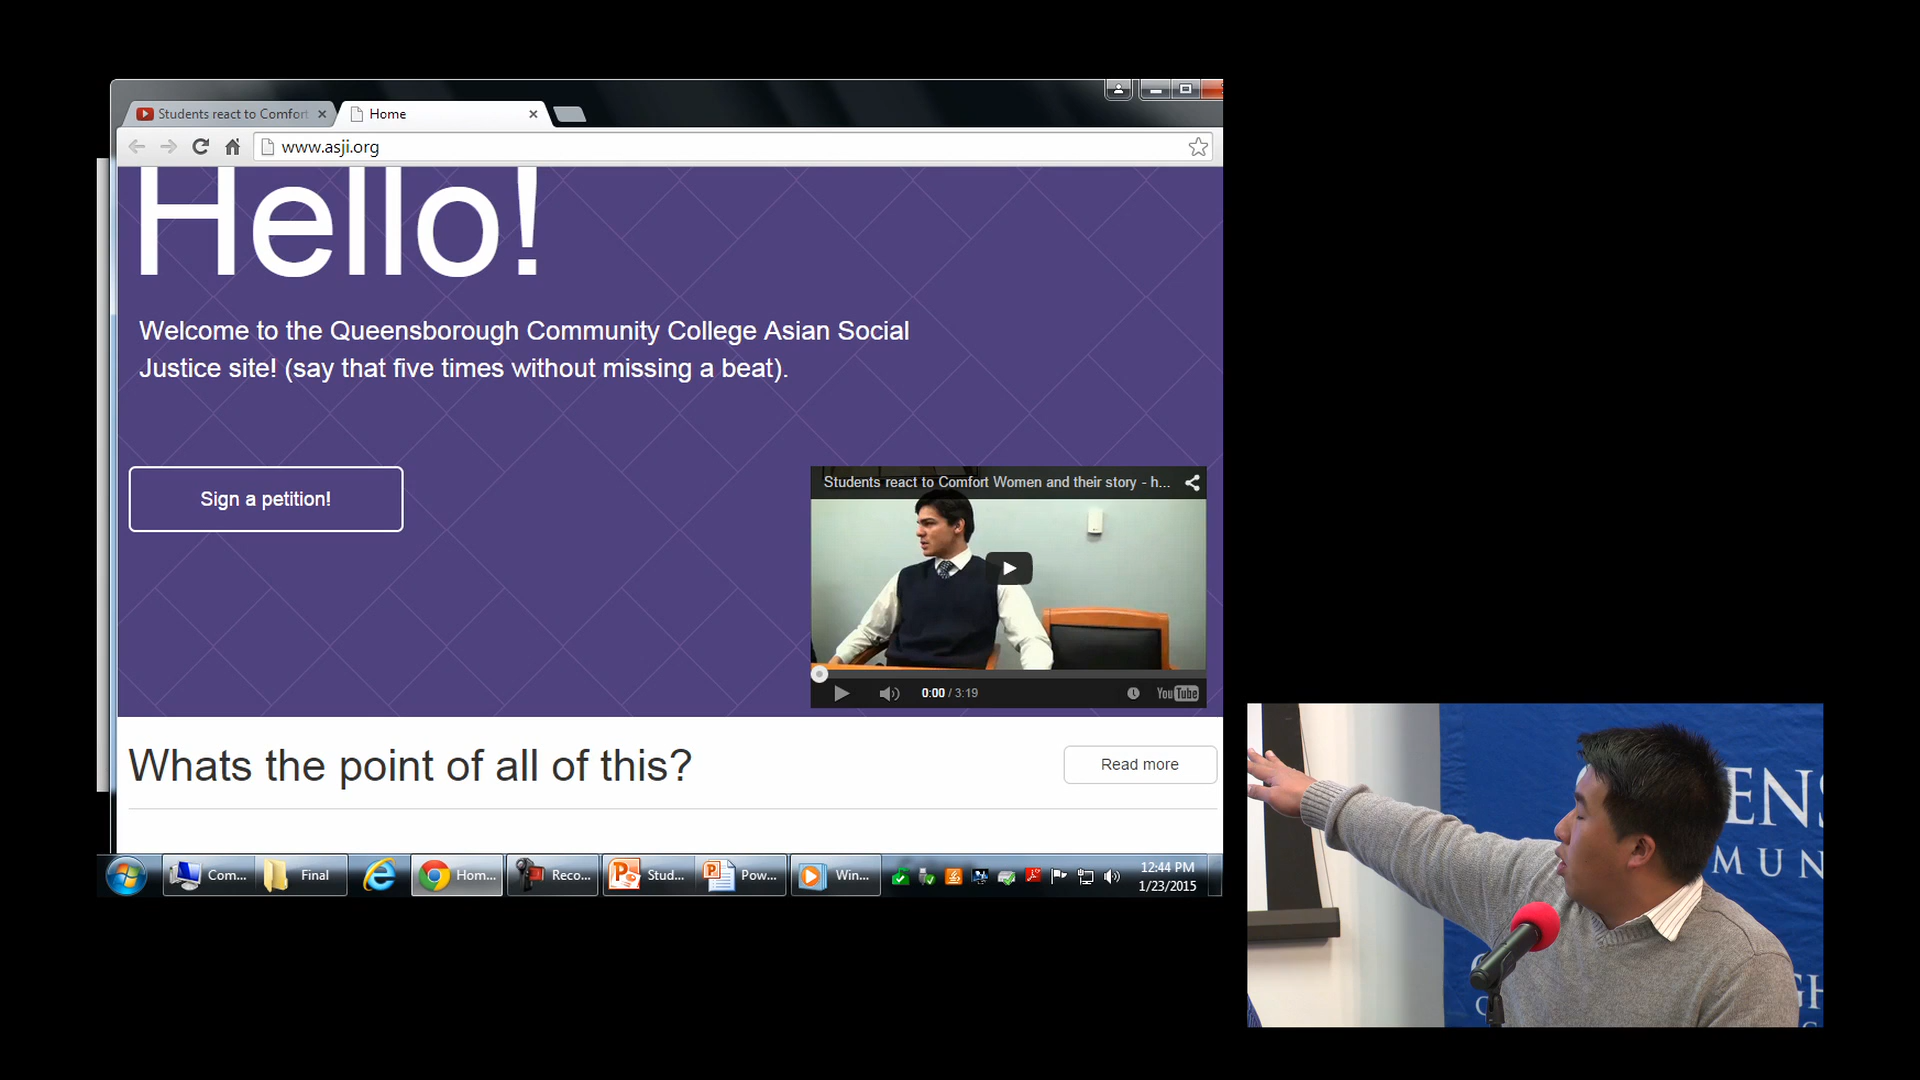 Students react to Comfort
Home
www.asji.org
Hello!
Welcome to the Queensborough Community College Asian Social
Justice site! (say that five times without missing a beat).
Sign a petition!
Students react to Comfort Women and their story - h...
0:00 / 3:19
YouTube
Whats the point of all of this?
Read more
Com...
Final
Hom...
Reco...
Stud...
Pow...
Win...
12:44 PM
1/23/2015
ENS
MUN
GH